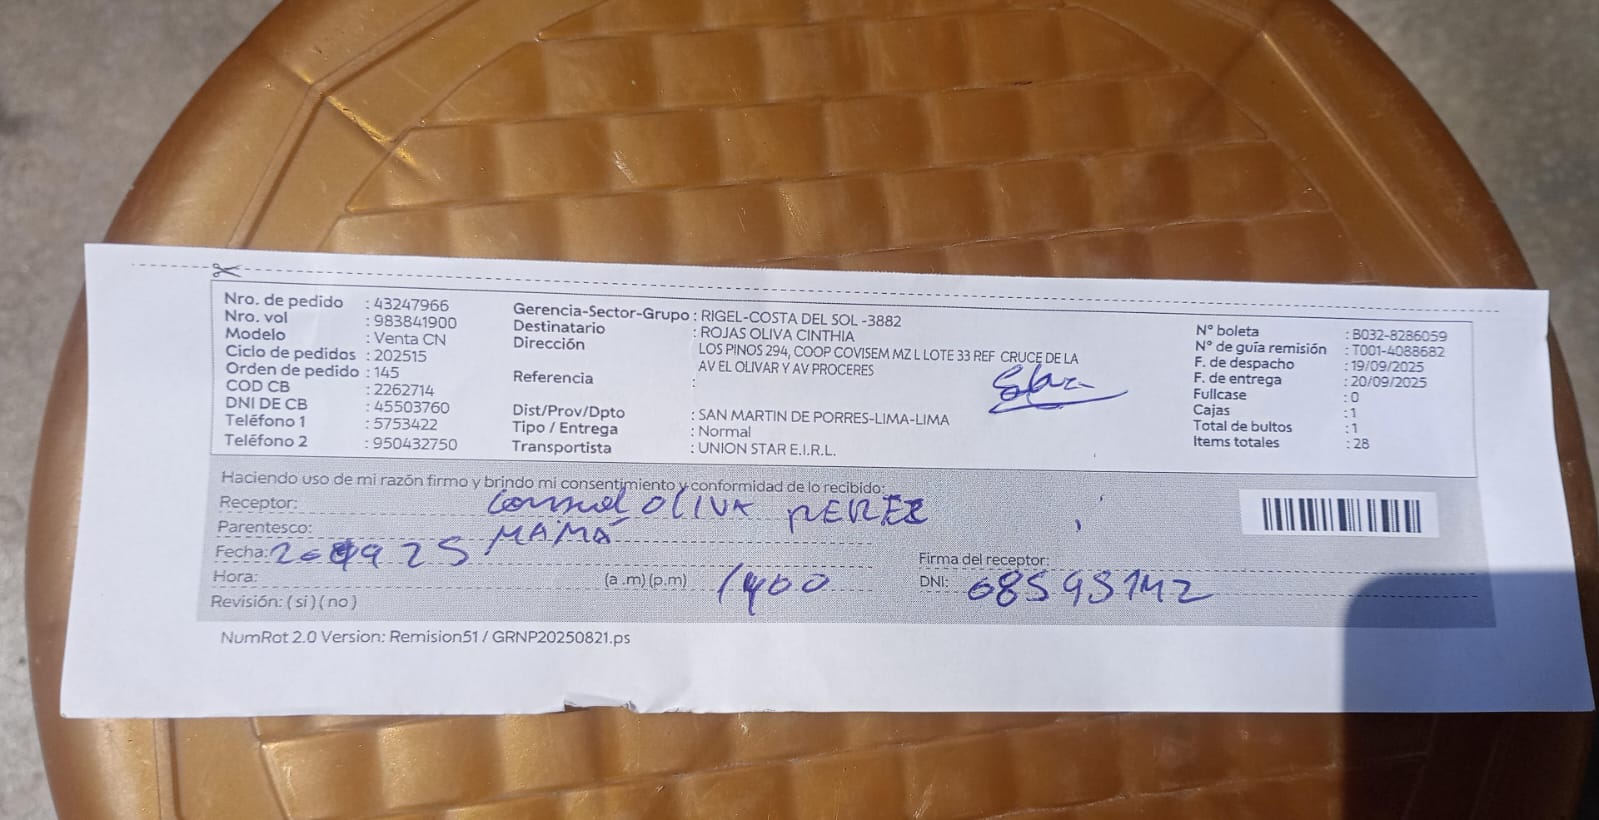 Nro. de pedido : 43247966
Nro. vol : 983841900
Modelo : Venta CN
Ciclo de pedidos : 202515
Orden de pedido : 145
COD CB : 2262714
DNI DE CB : 45503760
Teléfono 1 : 5753422
Teléfono 2 : 950432750
Gerencia-Sector-Grupo : RIGEL-COSTA DEL SOL -3882
Destinatario : ROJAS OLIVA CINTHIA
Dirección LOS PINOS 294, COOP COVISEM MZ L LOTE 33 REF CRUCE DE LA
AV EL OLIVAR Y AV PROCERES
Referencia :
Dist/Prov/Dpto : SAN MARTIN DE PORRES-LIMA-LIMA
Tipo / Entrega : Normal
Transportista : UNION STAR E.I.R.L.
N° boleta : B032-8286059
N° de guía remisión : T001-4088682
F. de despacho : 19/09/2025
F. de entrega : 20/09/2025
Fullcase : 0
Cajas : 1
Total de bultos : 1
Items totales : 28
Haciendo uso de mi razón firmo y brindo mi consentimiento y conformidad de lo recibido:
Receptor: OLIVA PEREZ
Parentesco: MAMÁ
Fecha: 20 09 25
Hora: (a .m) (p.m) 1400
Revisión: ( si ) ( no )
Firma del receptor:
DNI: 08593142
NumRot 2.0 Version: Remision51 / GRNP20250821.ps